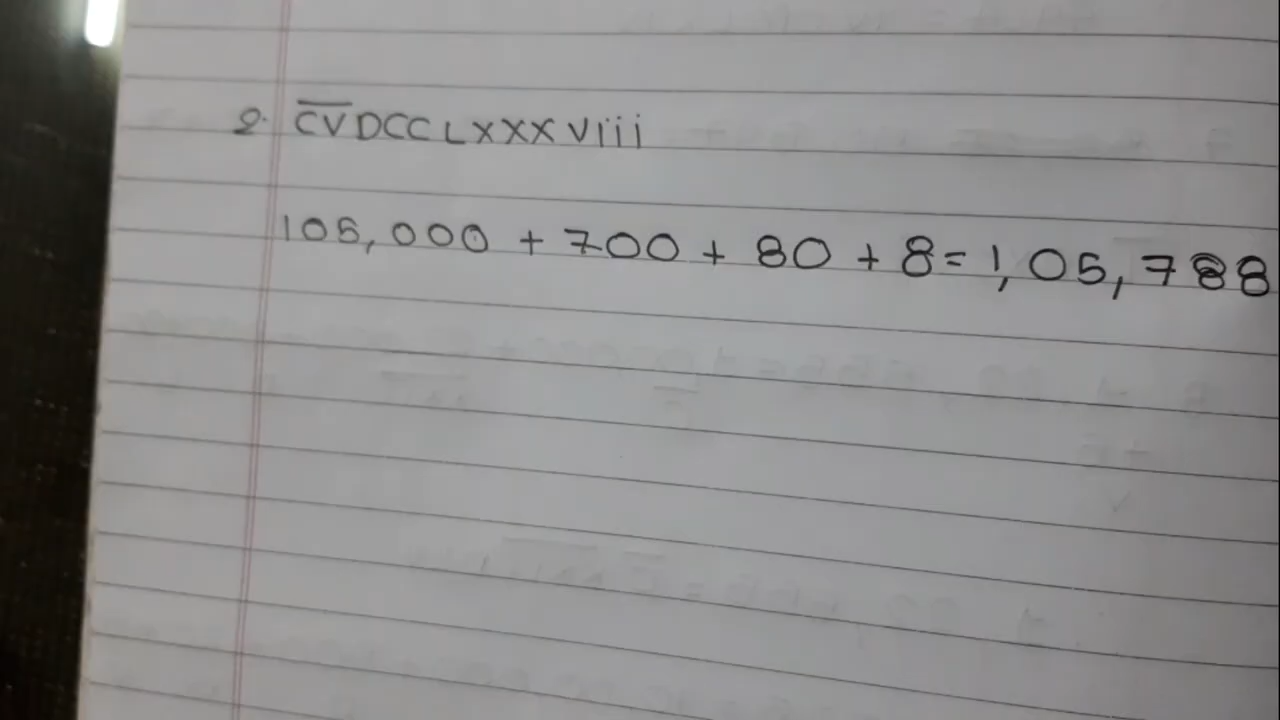 2. C̅V̅DCCLXXXViii
105,000 + 700 + 80 + 8 = 1,05,788